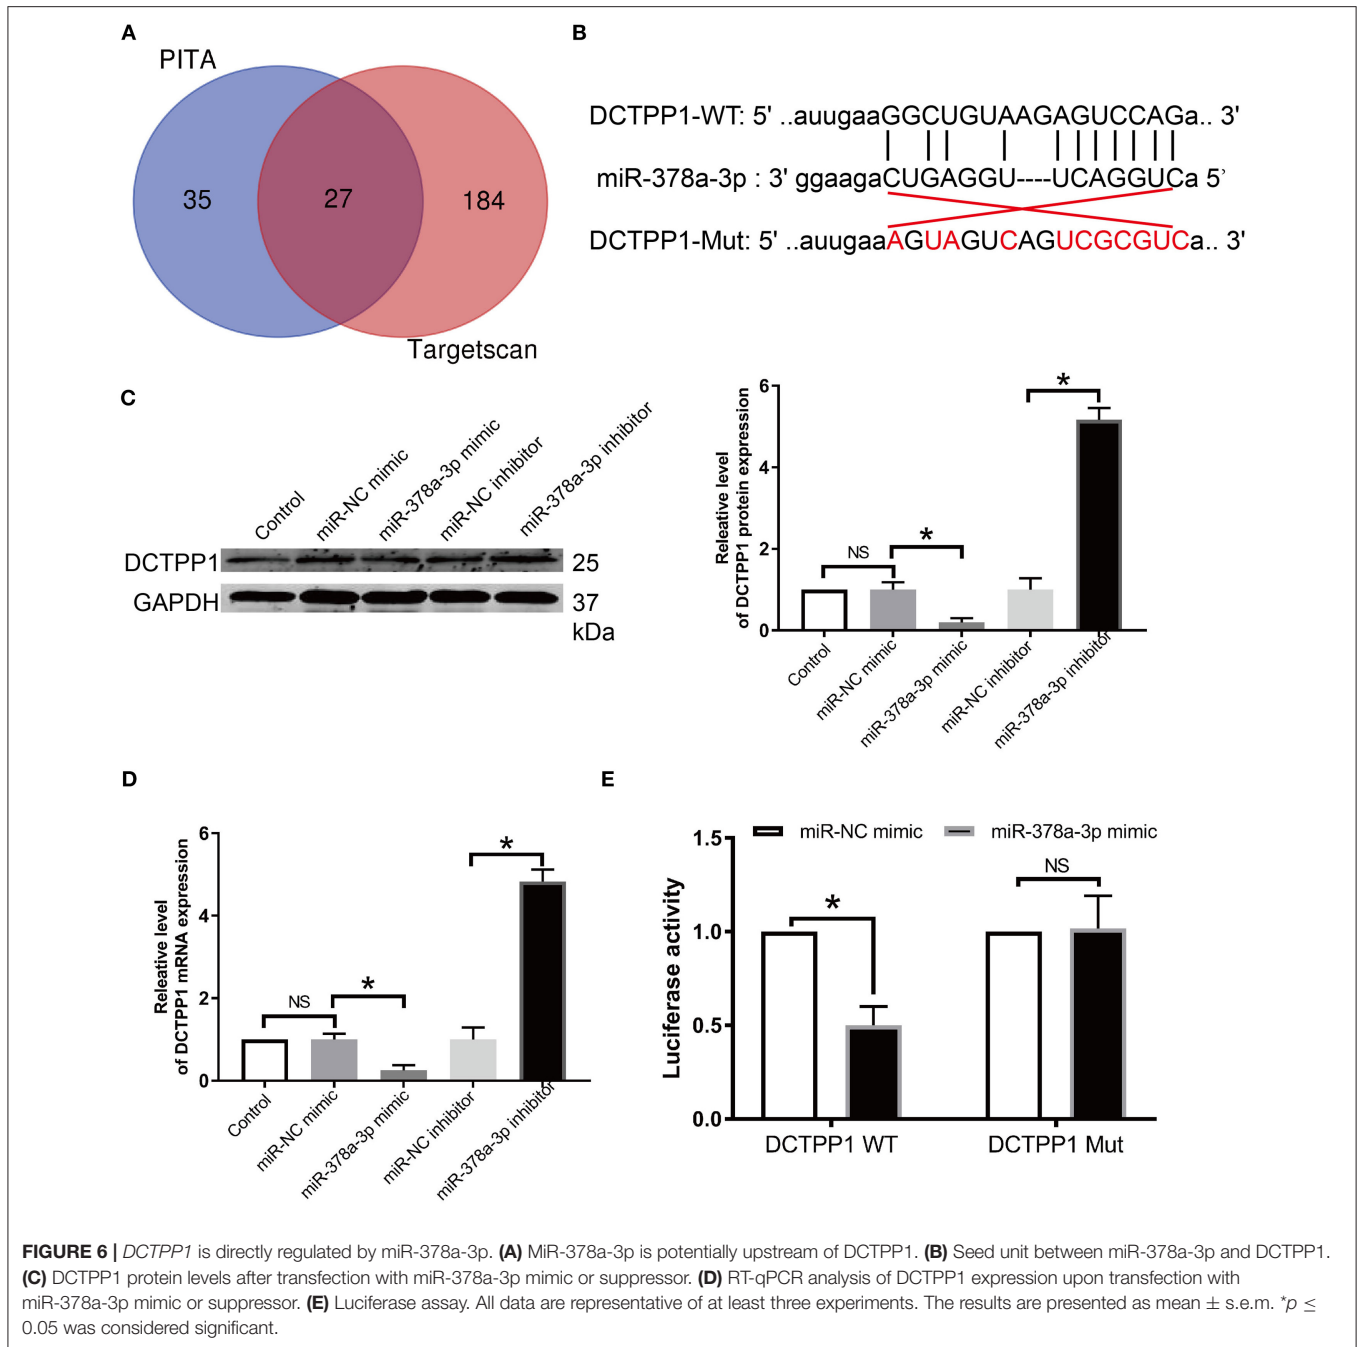 A
PITA
35
27
184
Targetscan
B
DCTPP1-WT: 5' ..auugaaGGCUGUAAGAGUCCAGa.. 3'
miR-378a-3p : 3' ggaagaCUGAGGU----UCAGGUCa 5'
DCTPP1-Mut: 5' ..auugaaAGUAGUCAGUCGCGUCa.. 3'
C
Control
miR-NC mimic
miR-378a-3p mimic
miR-NC inhibitor
miR-378a-3p inhibitor
DCTPP1
25
GAPDH
37
kDa
Releative level
of DCTPP1 protein expression
6
4
2
0
NS
*
*
Control
miR-NC mimic
miR-378a-3p mimic
miR-NC inhibitor
miR-378a-3p inhibitor
D
Releative level
of DCTPP1 mRNA expression
6
4
2
0
NS
*
*
Control
miR-NC mimic
miR-378a-3p mimic
miR-NC inhibitor
miR-378a-3p inhibitor
E
miR-NC mimic
miR-378a-3p mimic
Luciferase activity
1.5
1.0
0.5
0.0
*
NS
DCTPP1 WT
DCTPP1 Mut
FIGURE 6 | DCTPP1 is directly regulated by miR-378a-3p. (A) MiR-378a-3p is potentially upstream of DCTPP1. (B) Seed unit between miR-378a-3p and DCTPP1.
(C) DCTPP1 protein levels after transfection with miR-378a-3p mimic or suppressor. (D) RT-qPCR analysis of DCTPP1 expression upon transfection with
miR-378a-3p mimic or suppressor. (E) Luciferase assay. All data are representative of at least three experiments. The results are presented as mean ± s.e.m. *p ≤
0.05 was considered significant.